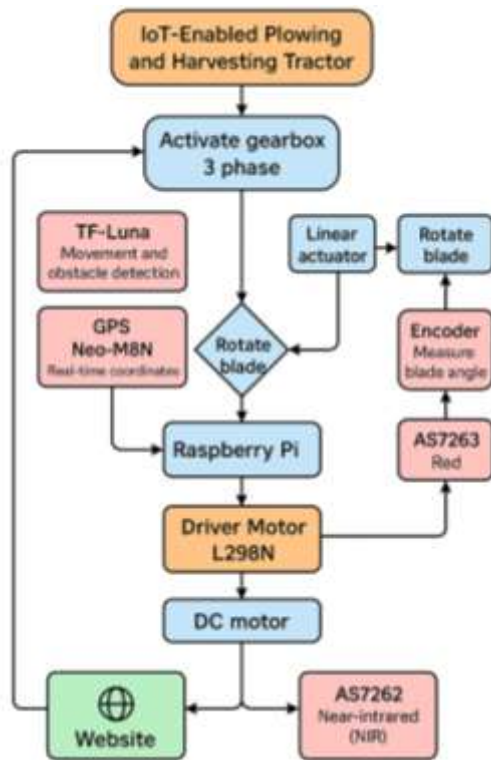 IoT-Enabled Plowing
and Harvesting Tractor
Activate gearbox
3 phase
TF-Luna
Movement and
obstacle detection
Linear
actuator
Rotate
blade
GPS
Neo-M8N
Real-time coordinates
Rotate
blade
Encoder
Measure
blade angle
Raspberry Pi
AS7263
Red
Driver Motor
L298N
DC motor
Website
AS7262
Near-intrared
(NIR)